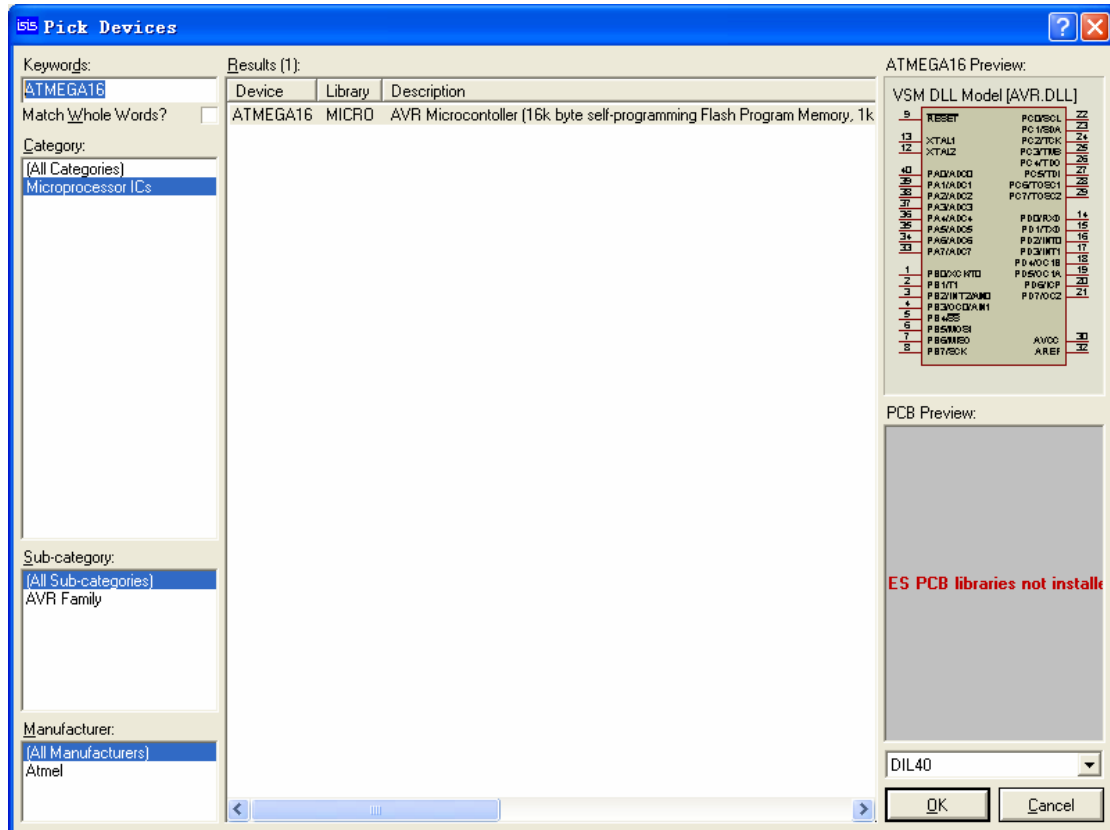 isis Pick Devices
Keywords:
ATMEGA16
Match Whole Words?
Category:
(All Categories)
Microprocessor ICs
Sub-category:
(All Sub-categories)
AVR Family
Manufacturer:
(All Manufacturers)
Atmel
Results (1):
Device Library Description
ATMEGA16 MICRO AVR Microcontoller (16k byte self-programming Flash Program Memory, 1k
ATMEGA16 Preview:
VSM DLL Model [AVR.DLL]
9 RESET PC0/SCL 22
PC1/SDA 23
13 XTAL1 PC2/TCK 24
12 XTAL2 PC3/TMS 25
PC4/TDO 26
40 PA0/ADC0 PC5/TDI 27
39 PA1/ADC1 PC6/TOSC1 28
38 PA2/ADC2 PC7/TOSC2 29
37 PA3/ADC3
36 PA4/ADC4 PD0/RXD 14
35 PA5/ADC5 PD1/TXD 15
34 PA6/ADC6 PD2/INT0 16
33 PA7/ADC7 PD3/INT1 17
PD4/OC1B 18
1 PB0/XCK/T0 PD5/OC1A 19
2 PB1/T1 PD6/ICP 20
3 PB2/INT2/AIN0 PD7/OC2 21
4 PB3/OC0/AIN1
5 PB4/SS
6 PB5/MOSI
7 PB6/MISO AVCC 30
8 PB7/SCK AREF 32
PCB Preview:
ES PCB libraries not installe
DIL40
OK Cancel